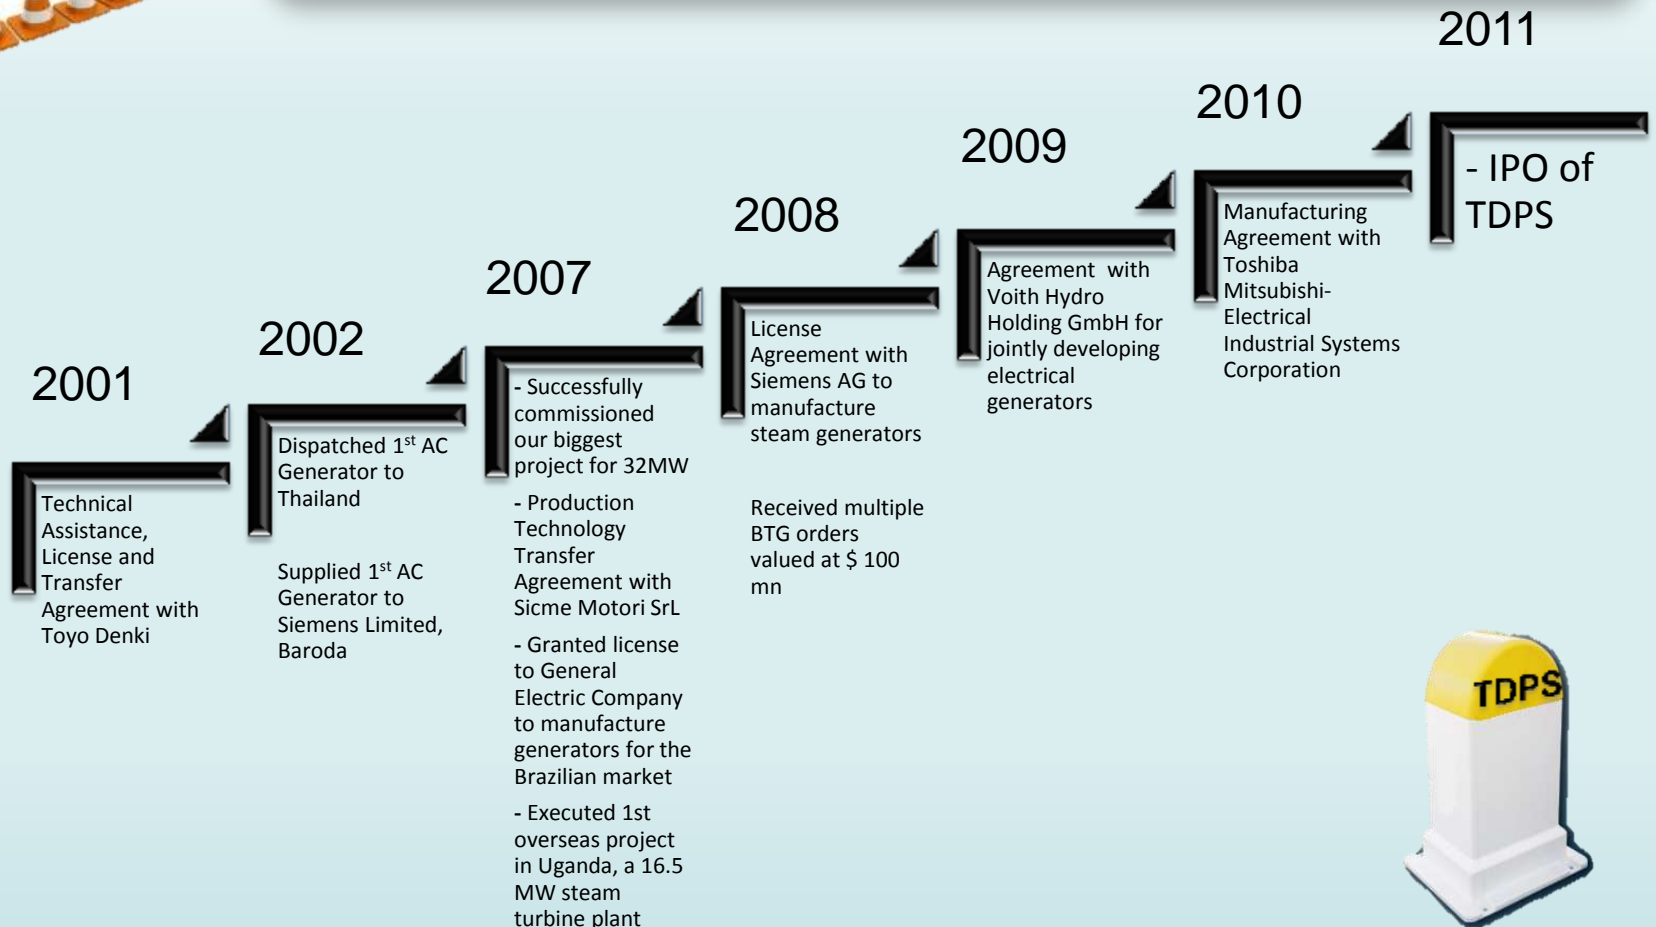 2001
Technical
Assistance,
License and
Transfer
Agreement with
Toyo Denki
2002
Dispatched 1st AC
Generator to
Thailand
Supplied 1st AC
Generator to
Siemens Limited,
Baroda
2007
- Successfully
commissioned
our biggest
project for 32MW
- Production
Technology
Transfer
Agreement with
Sicme Motori SrL
- Granted license
to General
Electric Company
to manufacture
generators for the
Brazilian market
- Executed 1st
overseas project
in Uganda, a 16.5
MW steam
turbine plant
2008
License
Agreement with
Siemens AG to
manufacture
steam generators
Received multiple
BTG orders
valued at $ 100
mn
2009
Agreement with
Voith Hydro
Holding GmbH for
jointly developing
electrical
generators
2010
Manufacturing
Agreement with
Toshiba
Mitsubishi-
Electrical
Industrial Systems
Corporation
2011
- IPO of
TDPS
TDPS